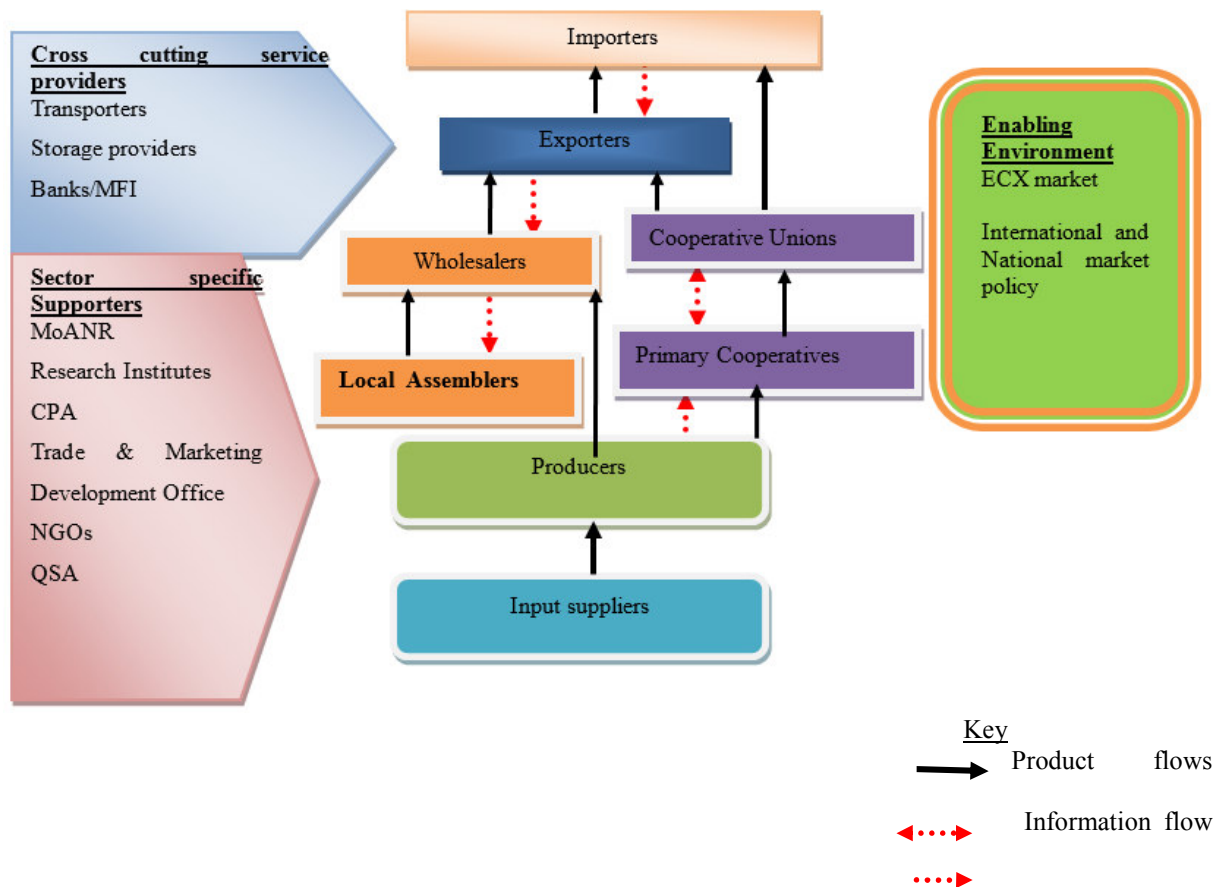 Cross cutting service
providers
Transporters
Storage providers
Banks/MFI
Sector specific
Supporters
MoANR
Research Institutes
CPA
Trade & Marketing
Development Office
NGOs
QSA
Importers
Exporters
Wholesalers
Cooperative Unions
Local Assemblers
Primary Cooperatives
Producers
Input suppliers
Enabling
Environment
ECX market
International and
National market
policy
Key
Product flows
Information flow